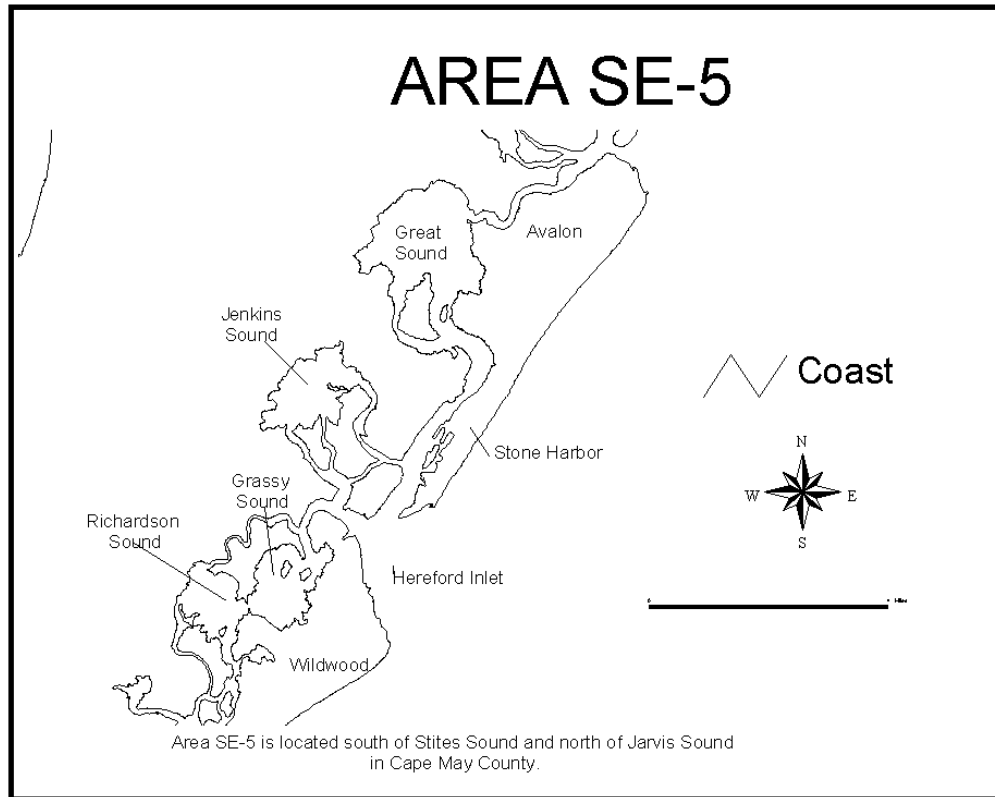 AREA SE-5
Great
Sound
Avalon
Jenkins
Sound
Coast
Stone Harbor
Grassy
Sound
Richardson
Sound
N
W
E
S
Hereford Inlet
Wildwood
Area SE-5 is located south of Stites Sound and north of Jarvis Sound
in Cape May County.